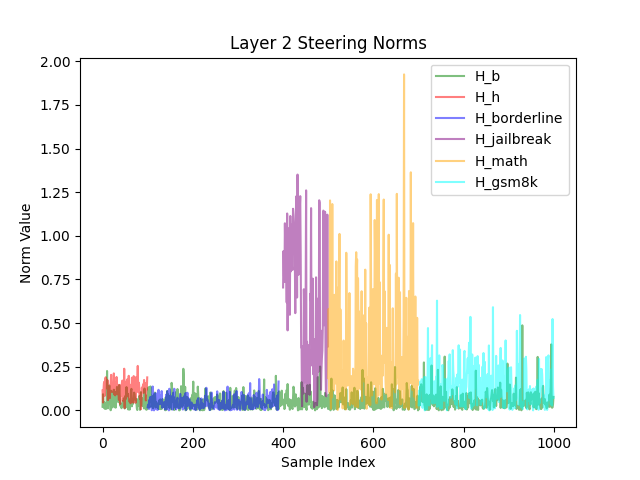 Layer 2 Steering Norms
Norm Value
2.00
1.75
1.50
1.25
1.00
0.75
0.50
0.25
0.00
H_b
H_h
H_borderline
H_jailbreak
H_math
H_gsm8k
0 200 400 600 800 1000
Sample Index